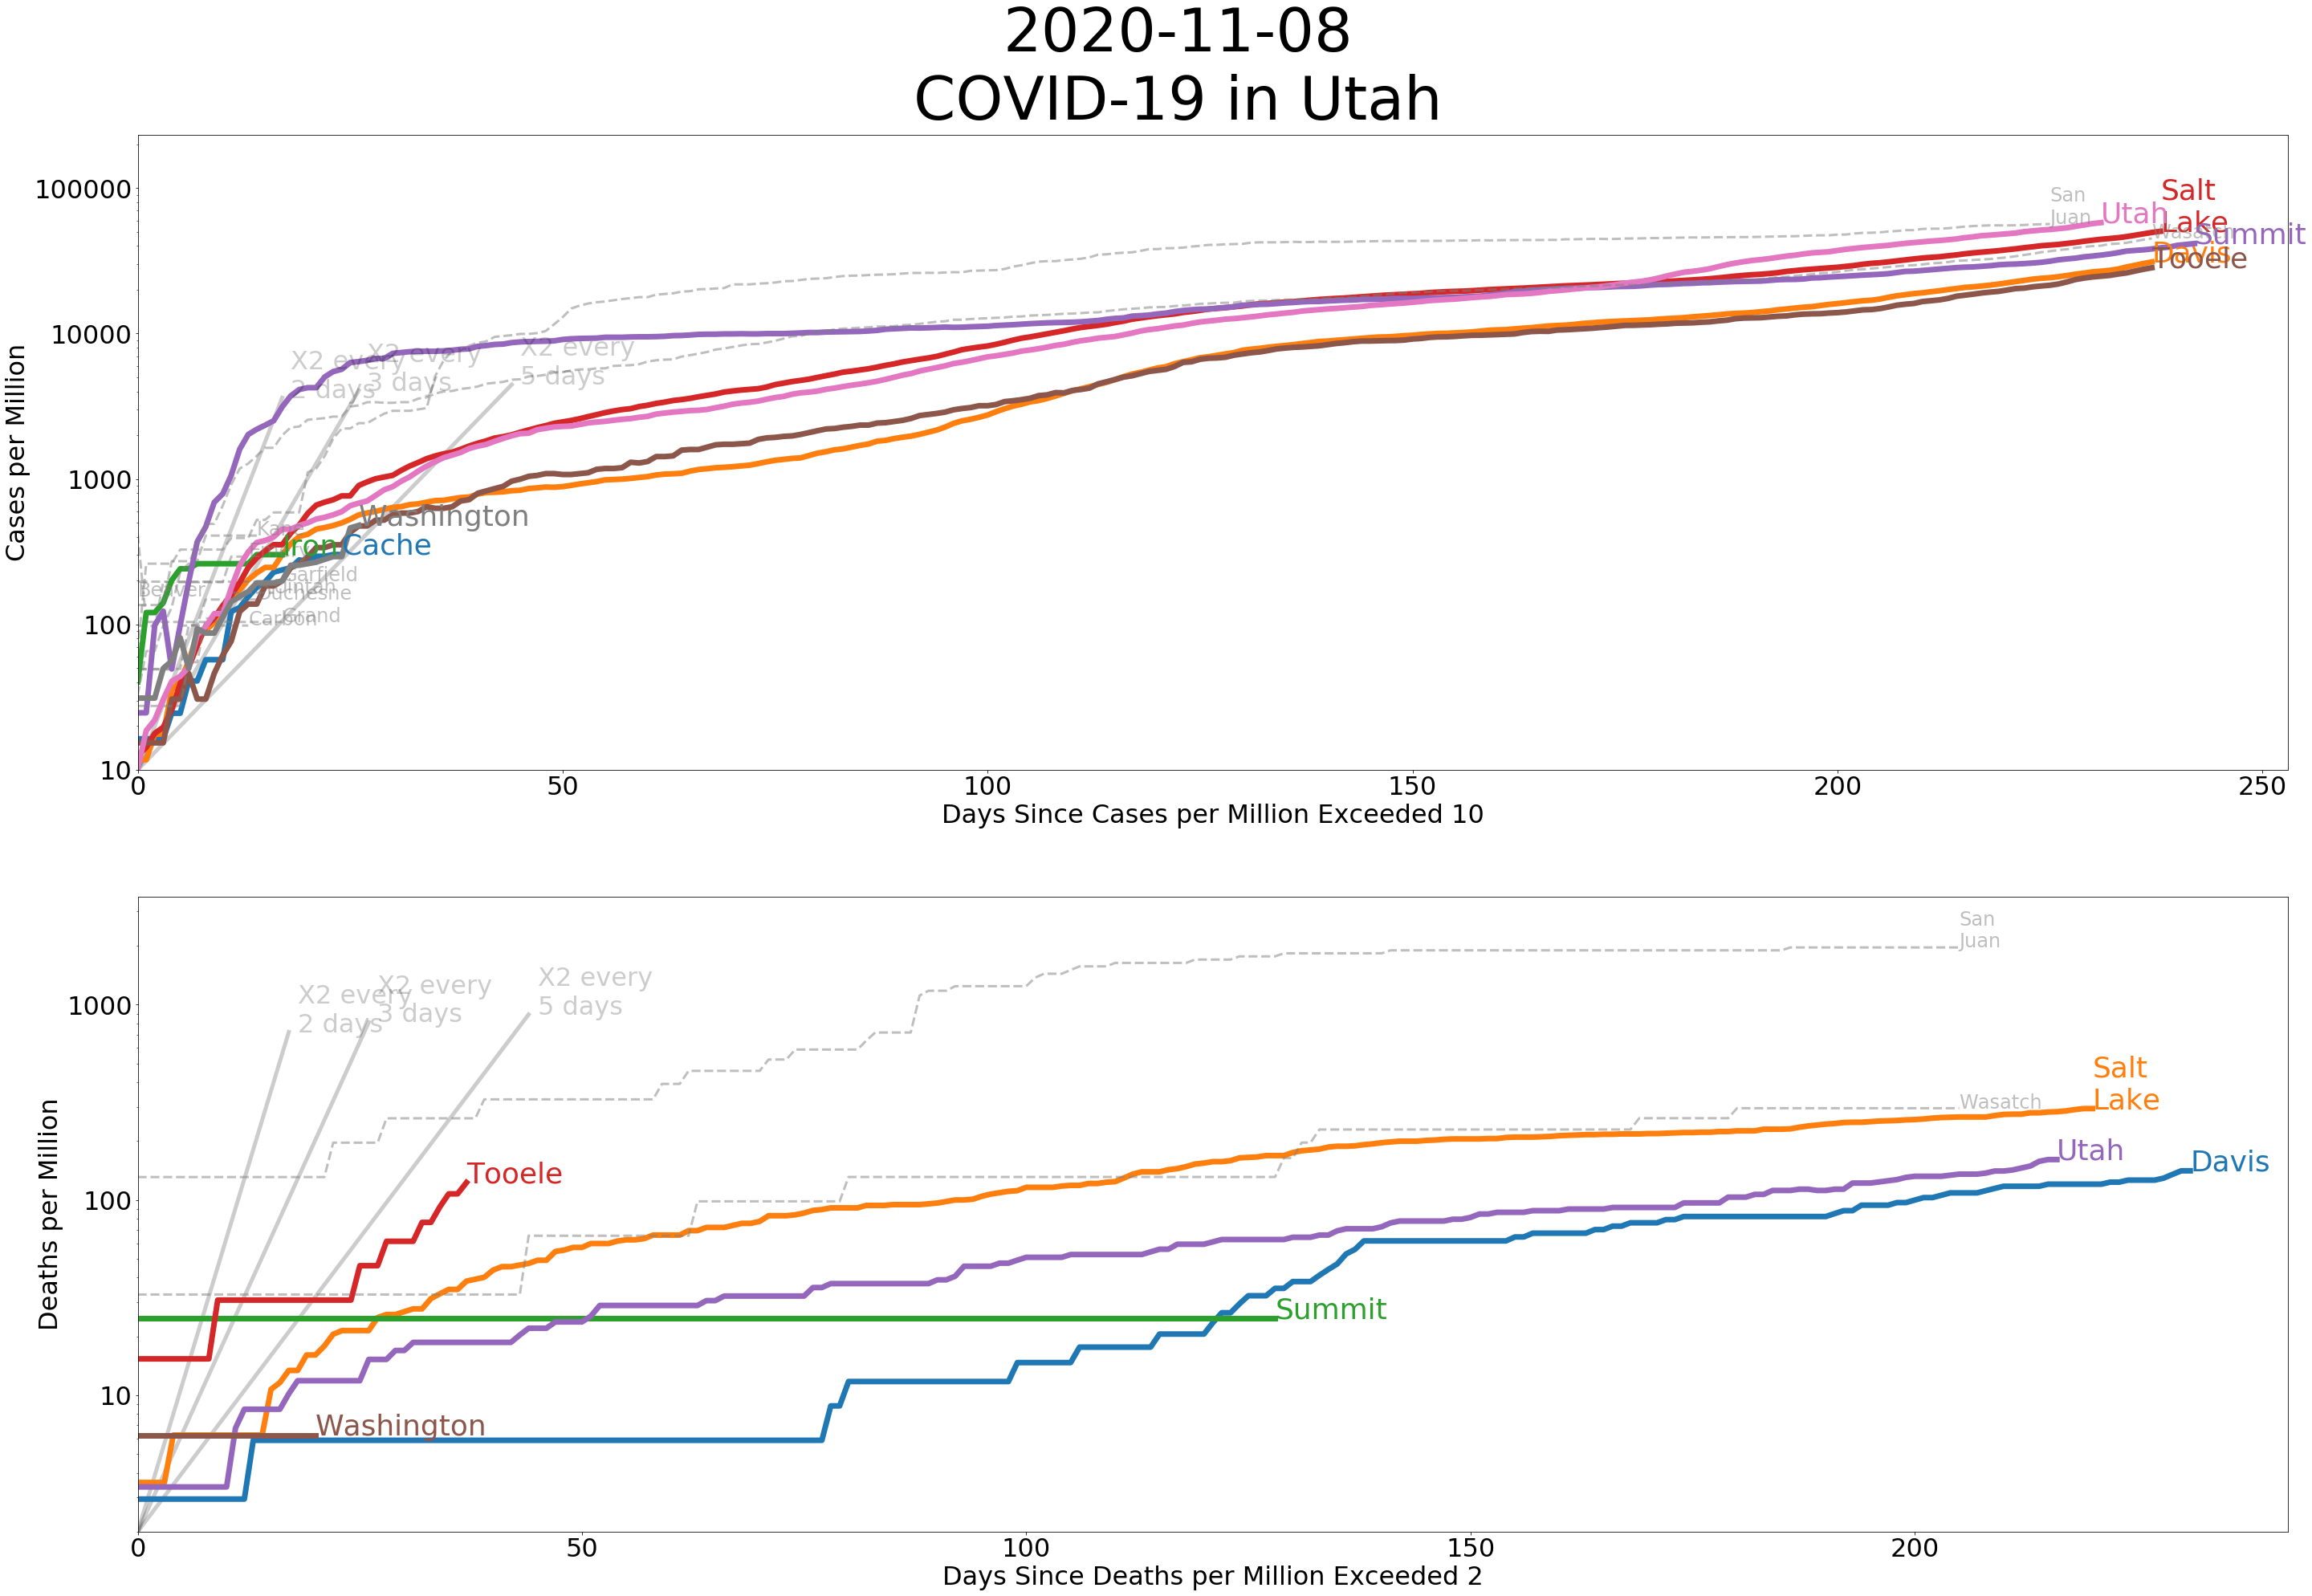 2020-11-08
COVID-19 in Utah
Cases per Million
100000
10000
1000
100
10
San
Juan
Utah
Salt
Lake
Wasatch
Summit
Davis
Tooele
X2 every
2 days
X2 every
3 days
X2 every
5 days
Washington
Kane
Iron
Cache
Beaver
Garfield
Uintah
Duchesne
Grand
Carbon
0
50
100
150
200
250
Days Since Cases per Million Exceeded 10
Deaths per Million
1000
100
10
X2 every
2 days
X2 every
3 days
X2 every
5 days
San
Juan
Salt
Lake
Wasatch
Utah
Davis
Tooele
Summit
Washington
0
50
100
150
200
Days Since Deaths per Million Exceeded 2